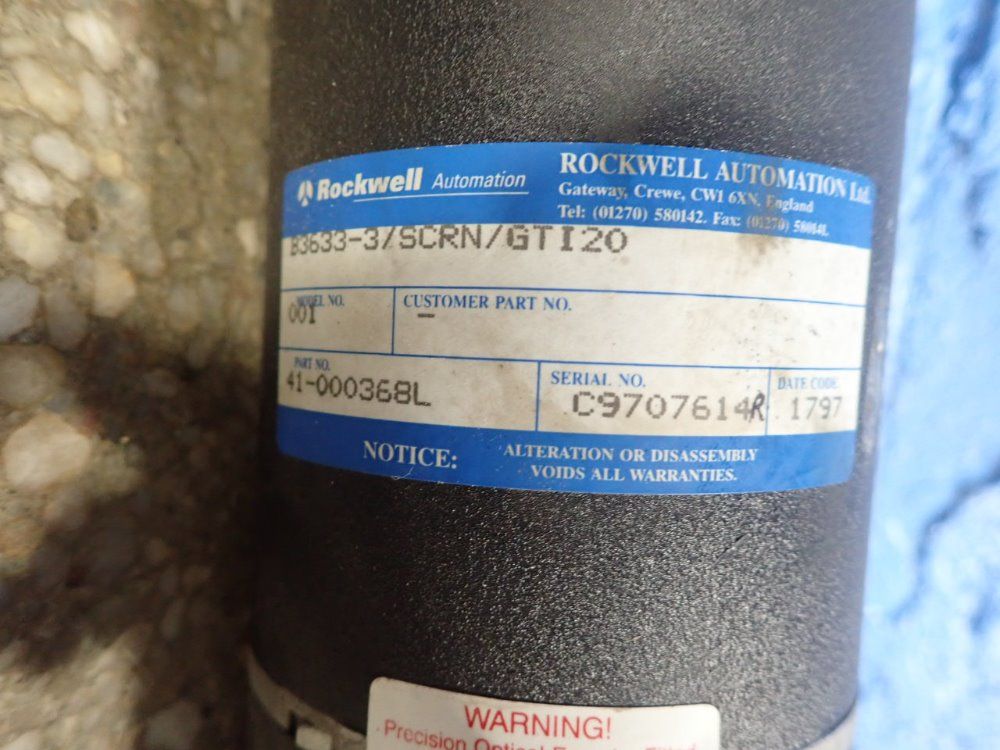 Rockwell Automation
ROCKWELL AUTOMATION Ltd.
Gateway, Crewe, CW1 6XN, England
Tel: (01270) 580142. Fax: (01270) 580141.
B3633-3/SCRN/GTI20
MODEL NO.
001
CUSTOMER PART NO.
-
PART NO.
41-000368L
SERIAL NO.
C9707614R
DATE CODE
1797
NOTICE: ALTERATION OR DISASSEMBLY
VOIDS ALL WARRANTIES.
WARNING!
Precision Optical